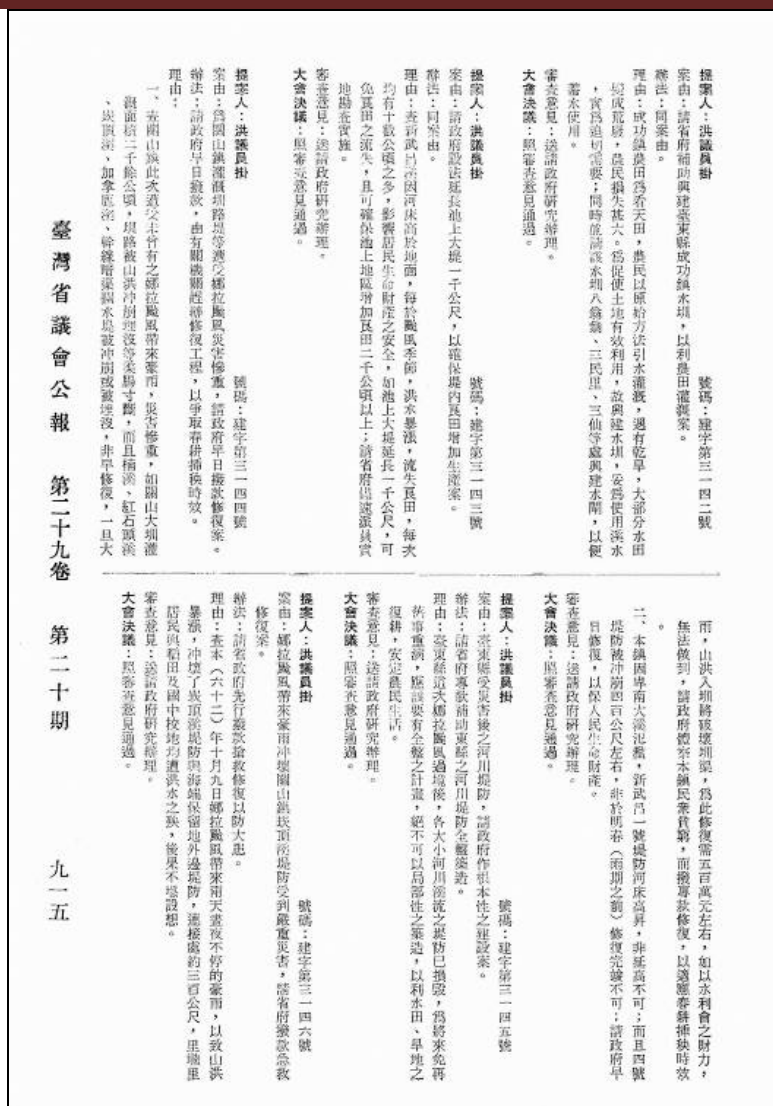 提案人：洪議員掛　號碼：建字第三一四二號
案由：請省府補助興建臺東縣成功鎮水圳，以利農田灌溉案。
辦法：同案由。
理由：成功鎮農田為看天田，農民以原始方法引水灌溉，遇有乾旱，大部分水田
變成荒廢，農民損失甚大。為促使土地有效利用，故興建水圳，妥為使用溪水
，實為迫切需要；同時並請該水圳八翁翁、三民里、三仙等處興建水閘，以便
蓄水使用。
審查意見：送請政府研究辦理。
大會決議：照審查意見通過。
提案人：洪議員掛　號碼：建字第三一四三號
案由：請政府設法延長池上大堤一千公尺，以確保堤內良田增加生產案。
辦法：同案由。
理由：查新武呂溪因河床高於地面，每於颱風季節，洪水暴漲，流失良田，每次
均有十數公頃之多，影響居民生命財產之安全，如池上大堤延長一千公尺，可
免良田之流失，且可確保池上地區增加良田二千公頃以上；請省府迅速派員實
地勘查實施。
審查意見：送請政府研究辦理。
大會決議：照審查意見通過。
提案人：洪議員掛　號碼：建字第三一四四號
案由：為關山鎮灌溉圳路堤等遭受娜拉颱風災害慘重，請政府早日撥款修復案。
辦法：請政府早日撥款，由有關機關趕辦修復工程，以爭取春耕插秧時效。
理由：
一、查關山鎮此次遭受未曾有之娜拉颱風帶來豪雨，災害慘重，如關山大圳灌
溉面積二千餘公頃，圳路被山洪冲崩埋沒等柔腸寸斷，而且楠溪、紅石頭溪
、崁頂溪、加拿厎溪、幹線暗渠攔水堤被冲崩或被埋沒，非早修復，一旦大
雨，山洪入圳將破壞圳渠，為此修復需五百萬元左右，如以水利會之財力，
無法做到，請政府體察本鎮民衆貧窮，而撥專款修復，以適應春耕插秧時效
。
二、本鎮因卑南大溪氾濫，新武呂一號堤防河床高昇，非延高不可；而且四號
堤防被冲崩四百公尺左右，非於明春（雨期之前）修復完竣不可；請政府早
日修復，以保人民生命財產。
審查意見：送請政府研究辦理。
大會決議：照審查意見通過。
提案人：洪議員掛　號碼：建字第三一四五號
案由：臺東縣受災害後之河川堤防，請政府作根本性之建設案。
辦法：請省府專款補助東縣之河川堤防全盤築造。
理由：臺東縣這次娜拉颱風過境後，各大小河川溪流之堤防已損毀，為將來免再
舊事重演，應該要有全盤之計畫，絕不可以局部性之築造，以利水田、旱地之
復耕，安定農民生活。
審查意見：送請政府研究辦理。
大會決議：照審查意見通過。
提案人：洪議員掛　號碼：建字第三一四六號
案由：娜拉颱風帶來豪雨冲壞關山鎮崁頂溪堤防受到嚴重災害，請省府撥款急救
修復案。
辦法：請省政府先行撥款搶救修復以防大患。
理由：查本（六十二）年十月九日娜拉颱風帶來兩天晝夜不停的豪雨，以致山洪
暴漲，冲壞了崁頂溪堤防與海端保留地外邊堤防，連接處約三百公尺，里壠里
居民與稻田及國中校地均遭洪水之殃，後果不堪設想。
審查意見：送請政府研究辦理。
大會決議：照審查意見通過。
臺灣省議會公報　第二十九卷　第二十期　九一五